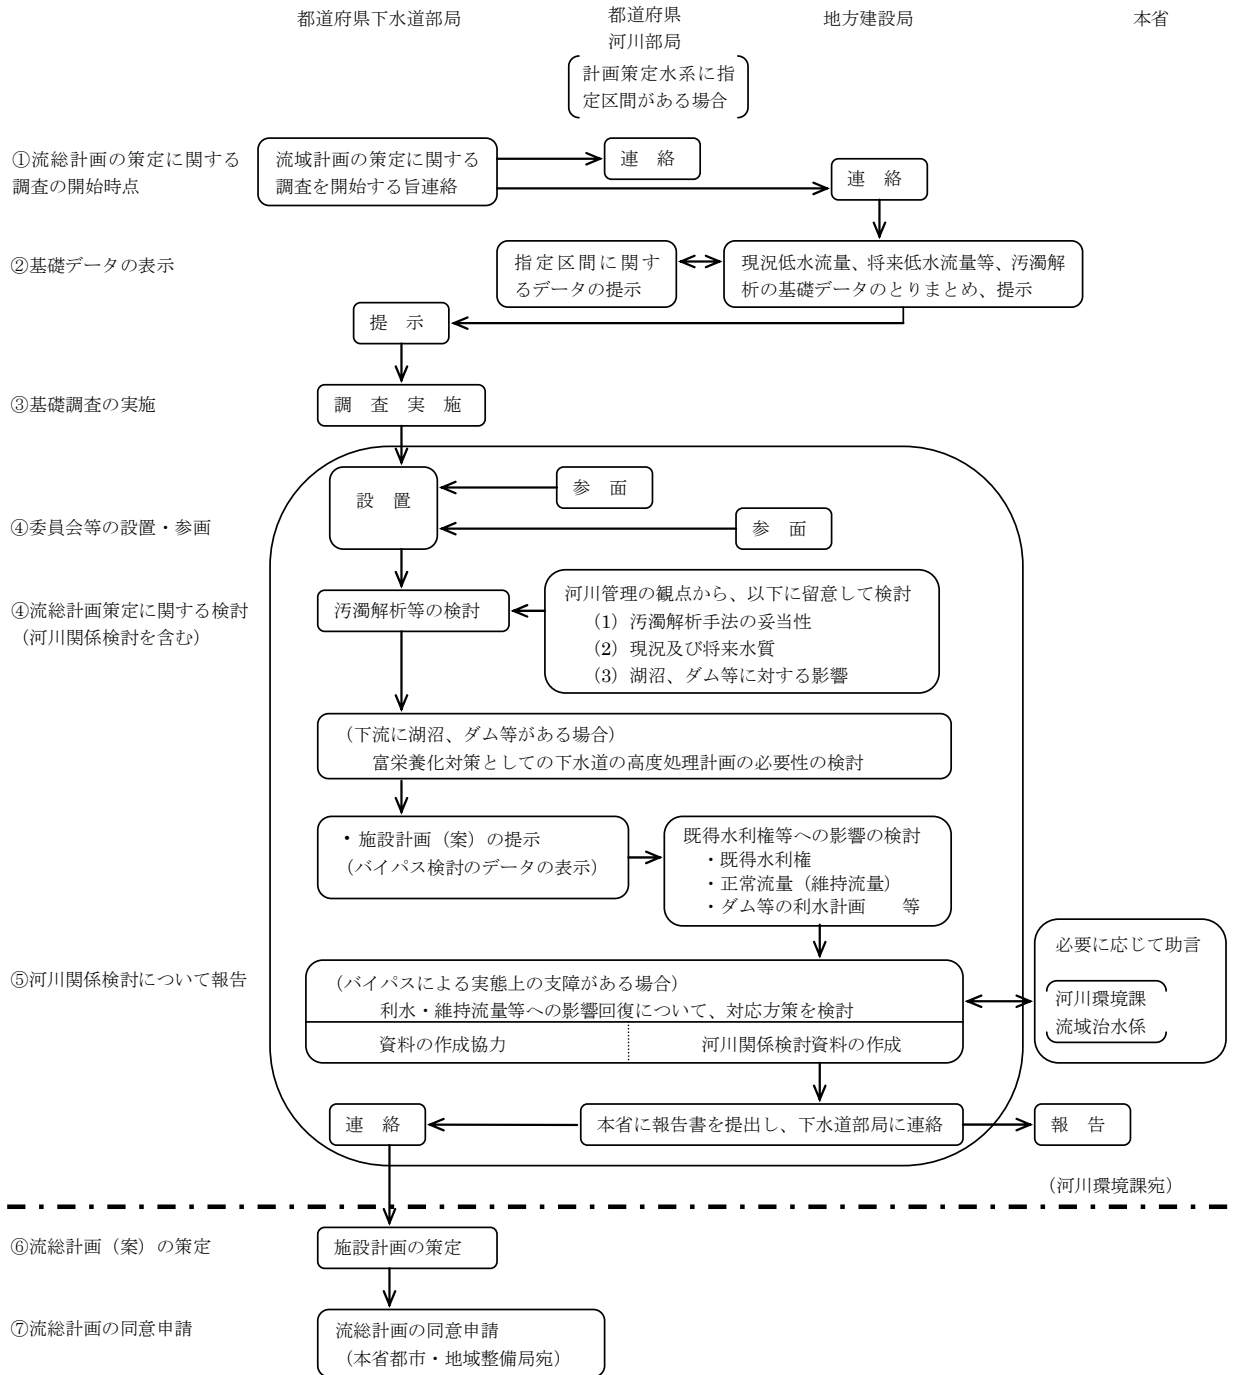 都道府県下水道部局
都道府県
河川部局
地方建設局
本省
計画策定水系に指
定区間がある場合
①流総計画の策定に関する
調査の開始時点
流域計画の策定に関する
調査を開始する旨連絡
連 絡
連 絡
②基礎データの表示
指定区間に関す
るデータの提示
現況低水流量、将来低水流量等、汚濁解
析の基礎データのとりまとめ、提示
提 示
③基礎調査の実施
調 査 実 施
設 置
参 面
④委員会等の設置・参画
参 面
④流総計画策定に関する検討
（河川関係検討を含む）
汚濁解析等の検討
河川管理の観点から、以下に留意して検討
（1）汚濁解析手法の妥当性
（2）現況及び将来水質
（3）湖沼、ダム等に対する影響
（下流に湖沼、ダム等がある場合）
富栄養化対策としての下水道の高度処理計画の必要性の検討
・施設計画（案）の提示
（バイパス検討のデータの表示）
既得水利権等への影響の検討
・既得水利権
・正常流量（維持流量）
・ダム等の利水計画 等
⑤河川関係検討について報告
（バイパスによる実態上の支障がある場合）
利水・維持流量等への影響回復について、対応方策を検討
資料の作成協力
河川関係検討資料の作成
必要に応じて助言
河川環境課
流域治水係
連 絡
本省に報告書を提出し、下水道部局に連絡
報 告
（河川環境課宛）
⑥流総計画（案）の策定
施設計画の策定
⑦流総計画の同意申請
流総計画の同意申請
（本省都市・地域整備局宛）